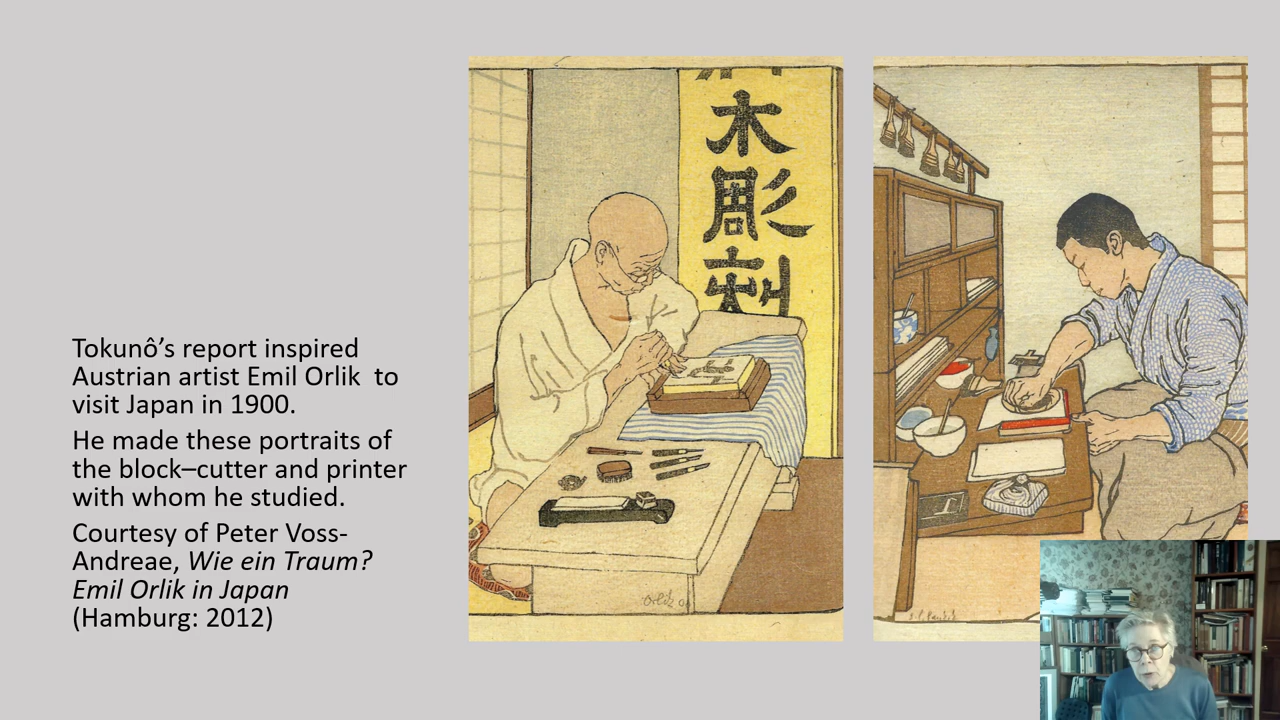 Tokunô’s report inspired
Austrian artist Emil Orlik to
visit Japan in 1900.
He made these portraits of
the block–cutter and printer
with whom he studied.
Courtesy of Peter Voss-
Andreae, Wie ein Traum?
Emil Orlik in Japan
(Hamburg: 2012)
木
彫
刻
Orlik